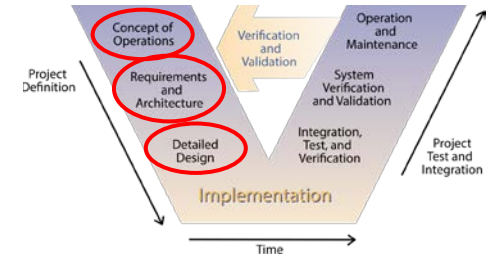 Concept of
Operations
Verification
and
Validation
Operation
and
Maintenance
Project
Definition
Requirements
and
Architecture
System
Verification
and Validation
Detailed
Design
Integration,
Test, and
Verification
Project
Test and
Integration
Implementation
Time